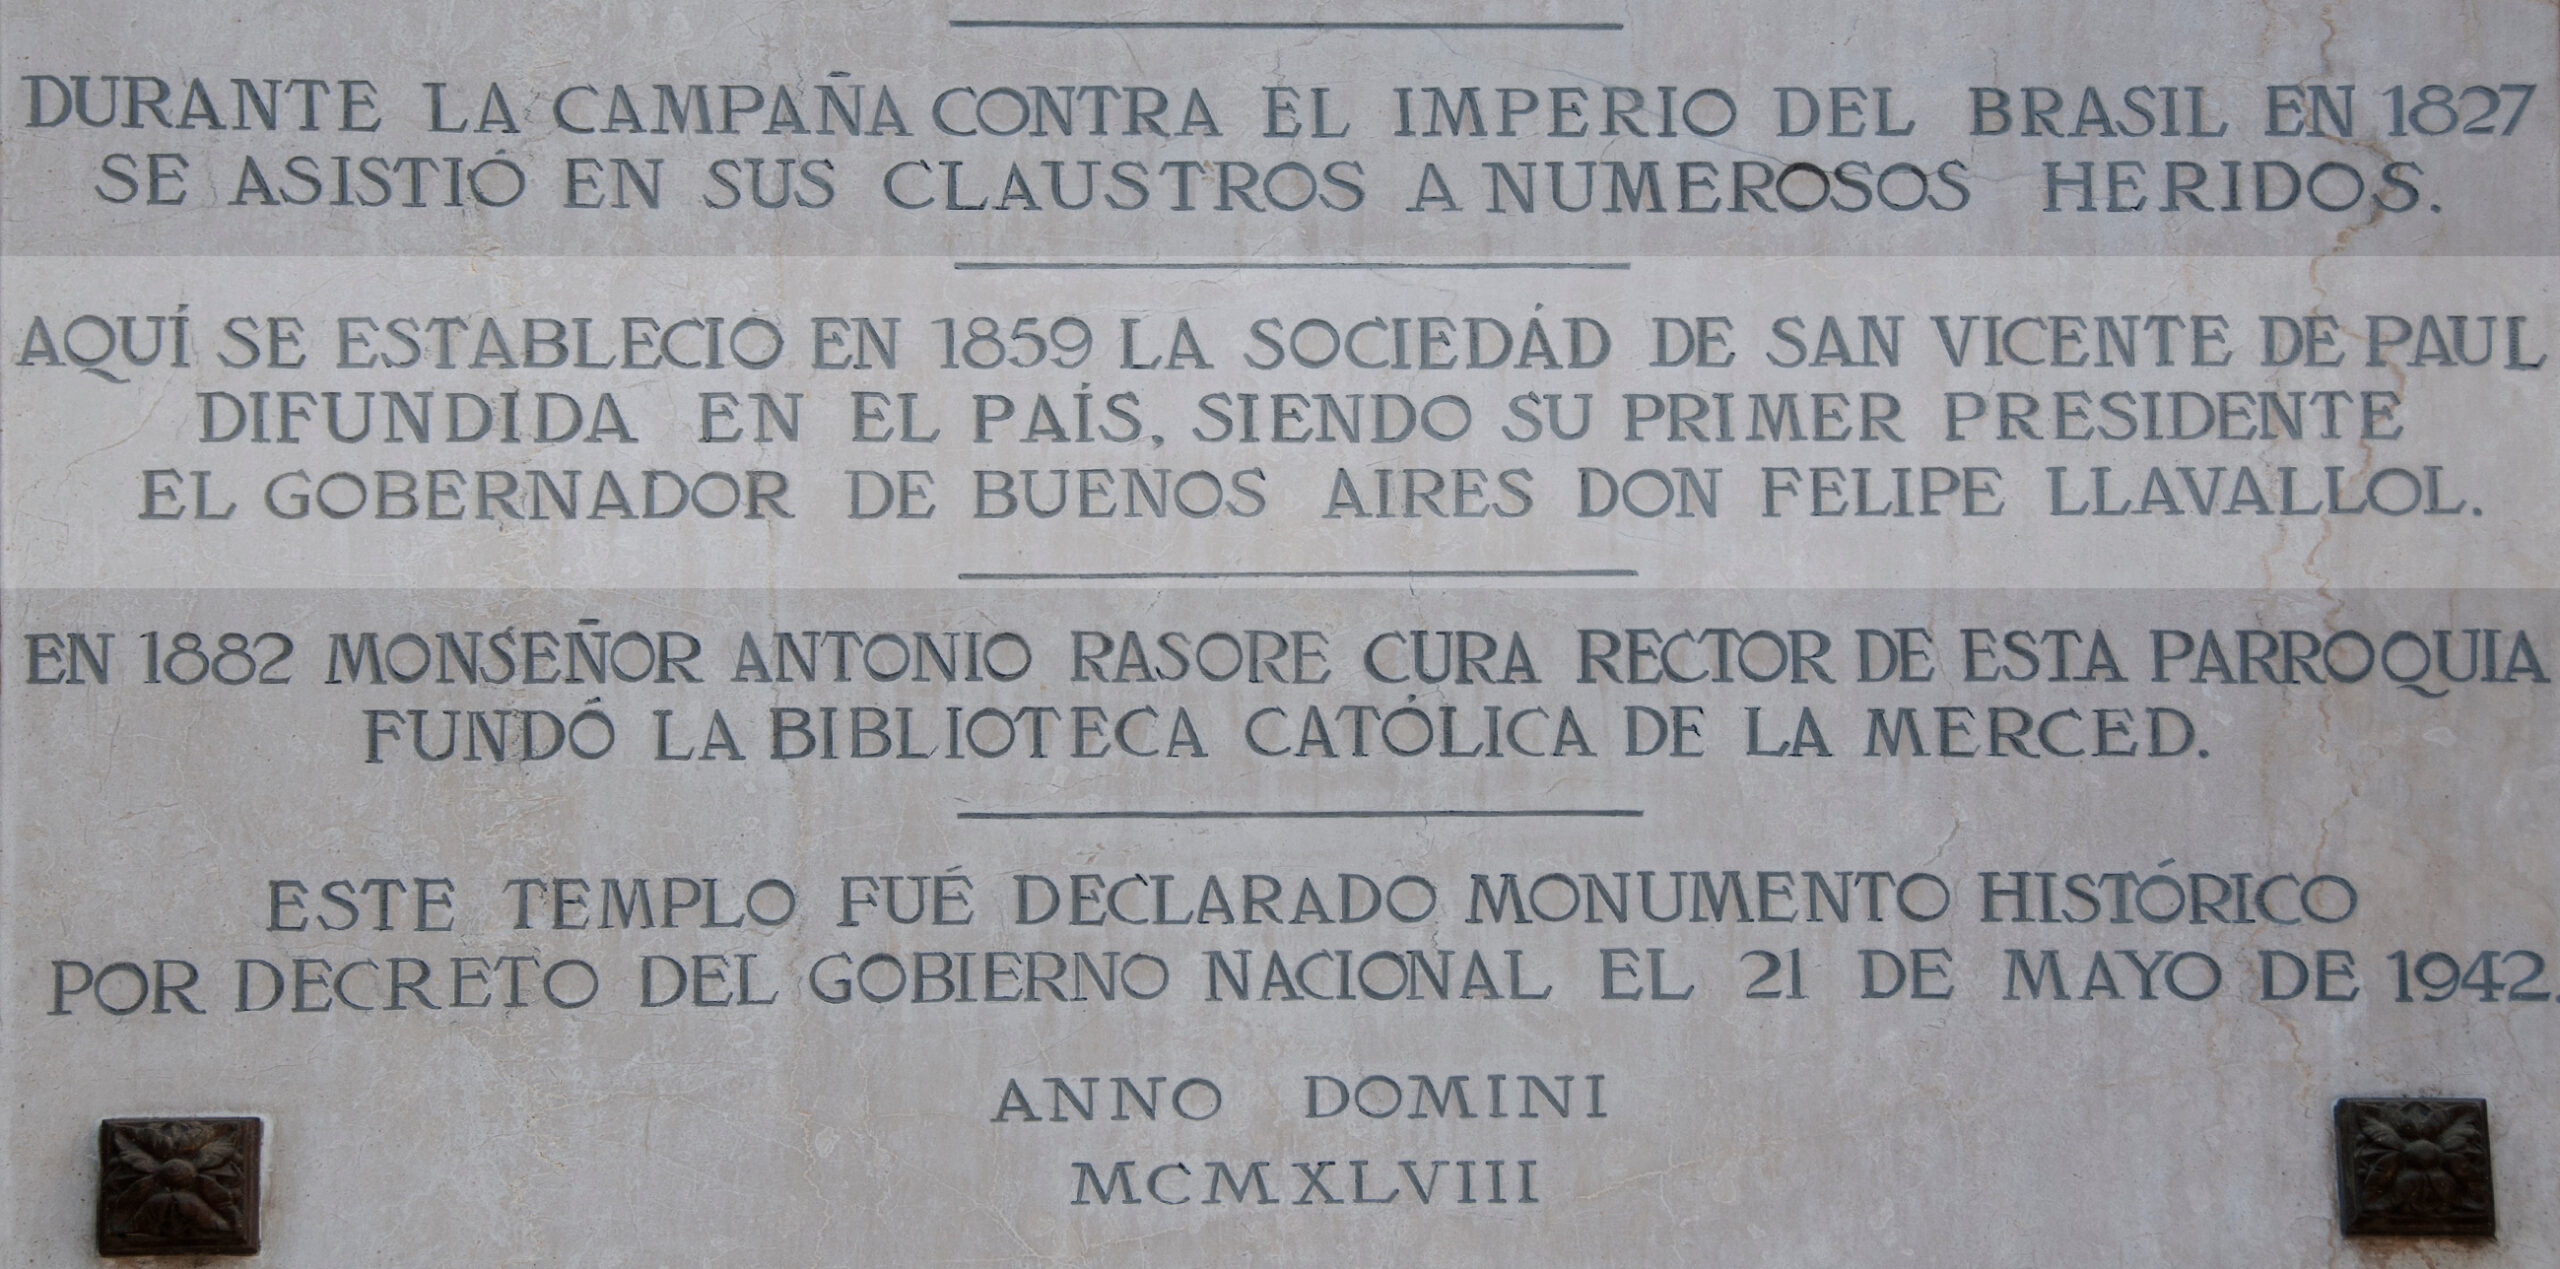 DURANTE LA CAMPAÑA CONTRA EL IMPERIO DEL BRASIL EN 1827
SE ASISTIÓ EN SUS CLAUSTROS A NUMEROSOS HERIDOS.
AQUÍ SE ESTABLECIO EN 1859 LA SOCIEDÁD DE SAN VICENTE DE PAUL
DIFUNDIDA EN EL PAÍS, SIENDO SU PRIMER PRESIDENTE
EL GOBERNADOR DE BUENOS AIRES DON FELIPE LLAVALLOL.
EN 1882 MONSEÑOR ANTONIO RASORE CURA RECTOR DE ESTA PARROQUIA
FUNDÓ LA BIBLIOTECA CATÓLICA DE LA MERCED.
ESTE TEMPLO FUÉ DECLARADO MONUMENTO HISTÓRICO
POR DECRETO DEL GOBIERNO NACIONAL EL 21 DE MAYO DE 1942.
ANNO DOMINI
MCMXLVIII